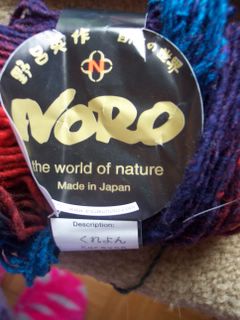 野呂英作
の世界
NORO
the world of nature
Made in Japan
Description:
くれよん
Kureyon